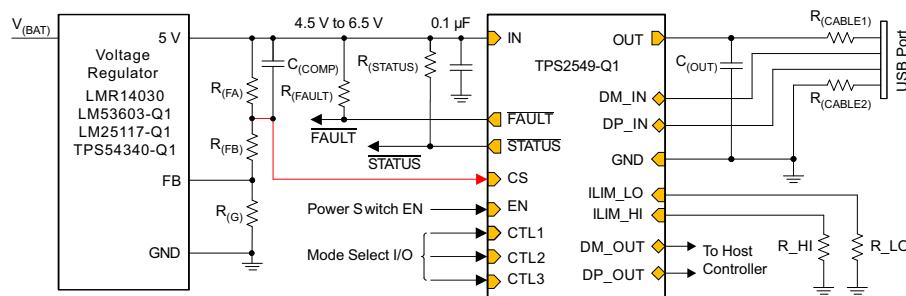 V(BAT)
Voltage
Regulator
LMR14030
LM53603-Q1
LM25117-Q1
TPS54340-Q1
5 V
FB
GND
4.5 V to 6.5 V
0.1 µF
R(FA)
R(FB)
R(G)
C(COMP)
R(FAULT)
R(STATUS)
FAULT
STATUS
Power Switch EN
Mode Select I/O
TPS2549-Q1
IN
FAULT
STATUS
CS
EN
CTL1
CTL2
CTL3
OUT
DM_IN
DP_IN
GND
ILIM_LO
ILIM_HI
DM_OUT
DP_OUT
C(OUT)
R(CABLE1)
R(CABLE2)
USB Port
R_HI
R_LO
To Host
Controller